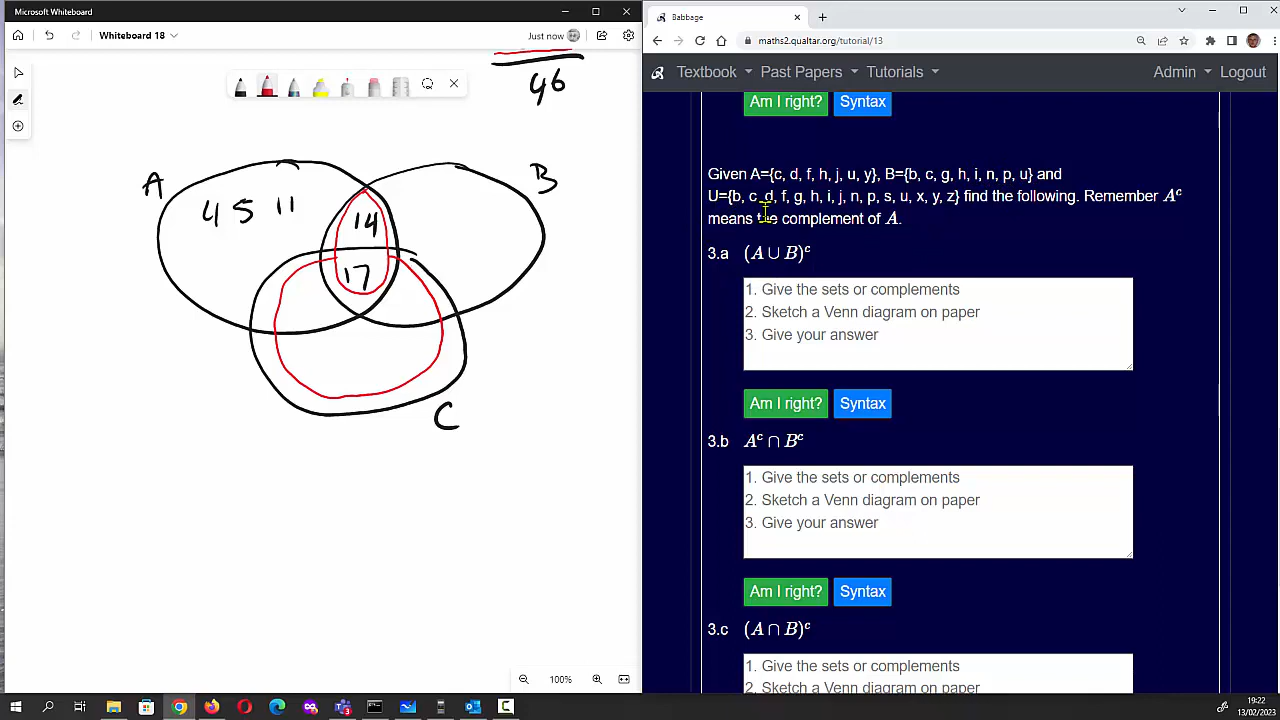 Microsoft Whiteboard
Whiteboard 18
Just now
46
A
B
4 5 11
14
17
C
100%
Babbage
maths2.qualtar.org/tutorial/13
Textbook
Past Papers
Tutorials
Admin
Logout
Am I right?
Syntax
Given A={c, d, f, h, j, u, y}, B={b, c, g, h, i, n, p, u} and
U={b, c, d, f, g, h, i, j, n, p, s, u, x, y, z} find the following. Remember Aᶜ
means the complement of A.
3.a (A ∪ B)ᶜ
1. Give the sets or complements
2. Sketch a Venn diagram on paper
3. Give your answer
Am I right?
Syntax
3.b Aᶜ ∩ Bᶜ
1. Give the sets or complements
2. Sketch a Venn diagram on paper
3. Give your answer
Am I right?
Syntax
3.c (A ∩ B)ᶜ
1. Give the sets or complements
2. Sketch a Venn diagram on paper
19:22
13/02/2023